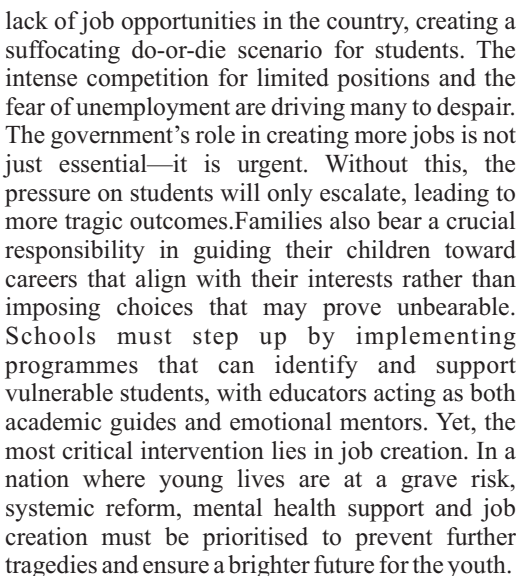 lack of job opportunities in the country, creating a
suffocating do-or-die scenario for students. The
intense competition for limited positions and the
fear of unemployment are driving many to despair.
The government’s role in creating more jobs is not
just essential—it is urgent. Without this, the
pressure on students will only escalate, leading to
more tragic outcomes.Families also bear a crucial
responsibility in guiding their children toward
careers that align with their interests rather than
imposing choices that may prove unbearable.
Schools must step up by implementing
programmes that can identify and support
vulnerable students, with educators acting as both
academic guides and emotional mentors. Yet, the
most critical intervention lies in job creation. In a
nation where young lives are at a grave risk,
systemic reform, mental health support and job
creation must be prioritised to prevent further
tragedies and ensure a brighter future for the youth.